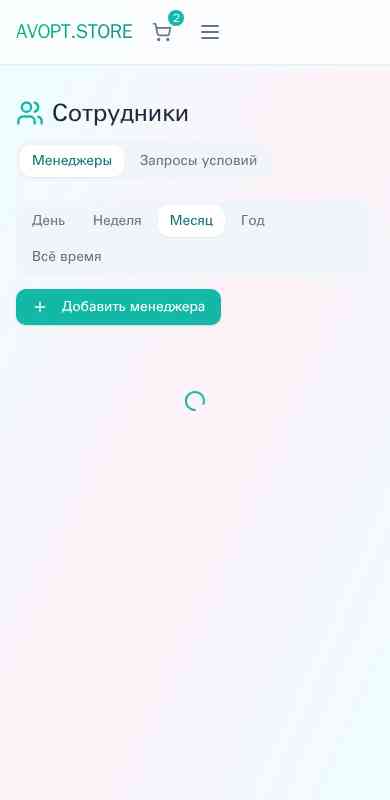 AVOPT.STORE 2
Сотрудники
Менеджеры Запросы условий
День Неделя Месяц Год
Всё время
+ Добавить менеджера